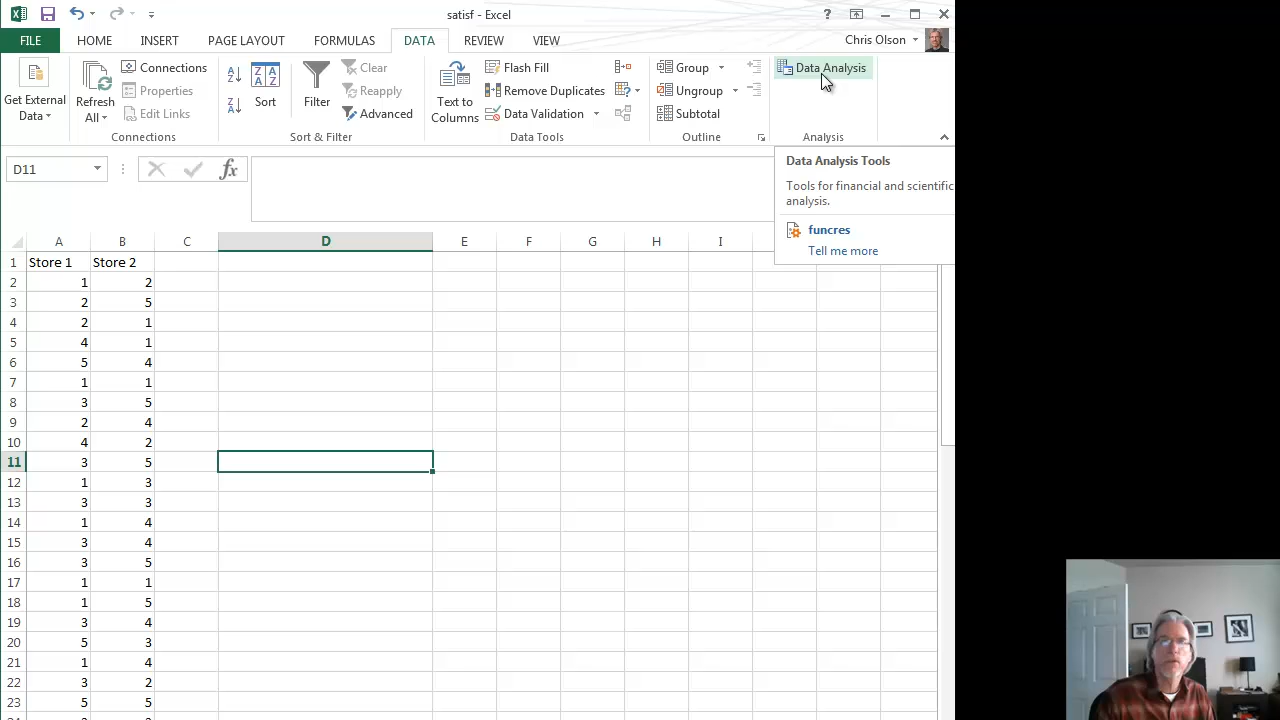 satisf - Excel
FILE HOME INSERT PAGE LAYOUT FORMULAS DATA REVIEW VIEW Chris Olson
Get External Data
Refresh All
Connections
Properties
Edit Links
Connections
Sort
Filter
Clear
Reapply
Advanced
Sort & Filter
Text to Columns
Flash Fill
Remove Duplicates
Data Validation
Data Tools
Group
Ungroup
Subtotal
Outline
Data Analysis
Analysis
D11 fx
Data Analysis Tools
Tools for financial and scientific
analysis.
funcres
Tell me more
A B C D E F G H I
1 Store 1 Store 2
2 1 2
3 2 5
4 2 1
5 4 1
6 5 4
7 1 1
8 3 5
9 2 4
10 4 2
11 3 5
12 1 3
13 3 3
14 1 4
15 3 4
16 3 5
17 1 1
18 1 5
19 3 4
20 5 3
21 1 4
22 3 2
23 5 5